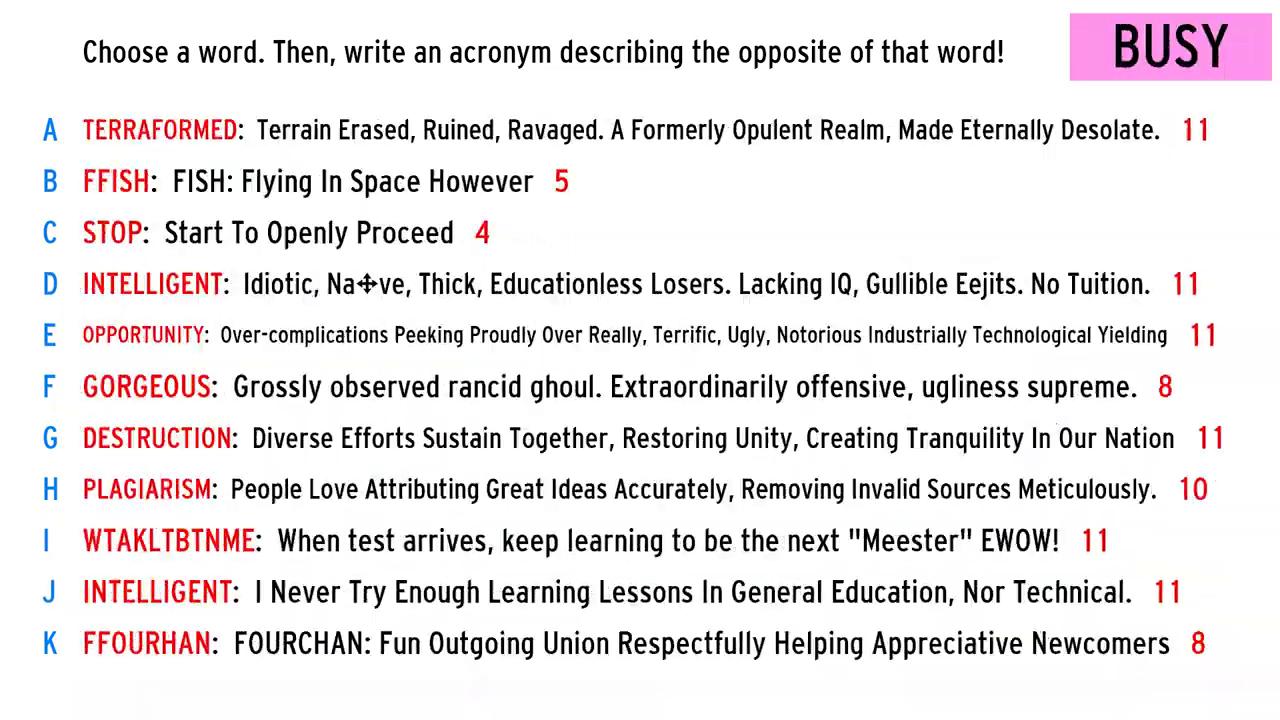 Choose a word. Then, write an acronym describing the opposite of that word!
BUSY
A TERRAFORMED: Terrain Erased, Ruined, Ravaged. A Formerly Opulent Realm, Made Eternally Desolate. 11
B FFISH: FISH: Flying In Space However 5
C STOP: Start To Openly Proceed 4
D INTELLIGENT: Idiotic, Na✣ve, Thick, Educationless Losers. Lacking IQ, Gullible Eejits. No Tuition. 11
E OPPORTUNITY: Over-complications Peeking Proudly Over Really, Terrific, Ugly, Notorious Industrially Technological Yielding 11
F GORGEOUS: Grossly observed rancid ghoul. Extraordinarily offensive, ugliness supreme. 8
G DESTRUCTION: Diverse Efforts Sustain Together, Restoring Unity, Creating Tranquility In Our Nation 11
H PLAGIARISM: People Love Attributing Great Ideas Accurately, Removing Invalid Sources Meticulously. 10
I WTAKLTBTNME: When test arrives, keep learning to be the next "Meester" EWOW! 11
J INTELLIGENT: I Never Try Enough Learning Lessons In General Education, Nor Technical. 11
K FFOURHAN: FOURCHAN: Fun Outgoing Union Respectfully Helping Appreciative Newcomers 8